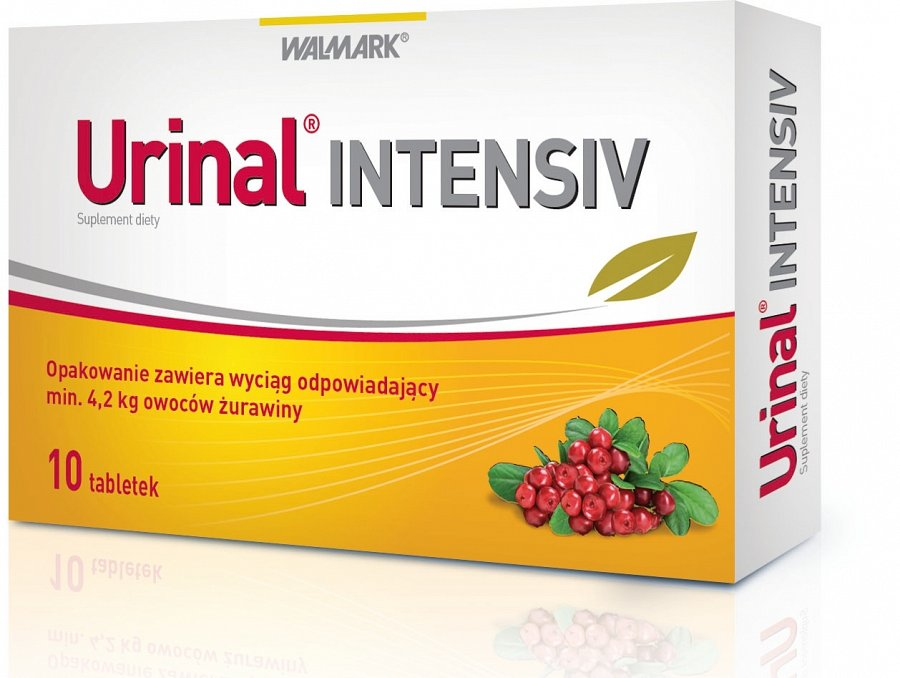 WALMARK®
Urinal® INTENSIV
Suplement diety
Opakowanie zawiera wyciąg odpowiadający
min. 4,2 kg owoców żurawiny
10 tabletek
Urinal® INTENSIV
Suplement diety